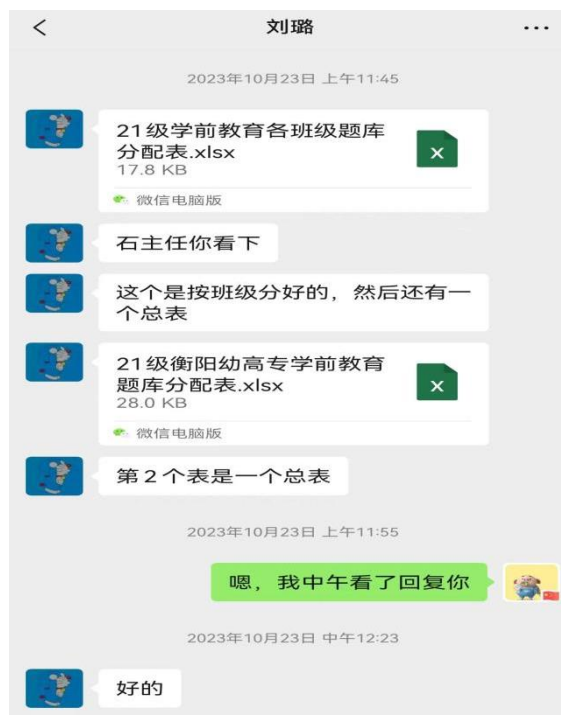 刘璐
2023年10月23日 上午11:45
21级学前教育各班级题库
分配表.xlsx
17.8 KB
微信电脑版
石主任你看下
这个是按班级分好的，然后还有一
个总表
21级衡阳幼高专学前教育
题库分配表.xlsx
28.0 KB
微信电脑版
第2个表是一个总表
2023年10月23日 上午11:55
嗯，我中午看了回复你
2023年10月23日 中午12:23
好的